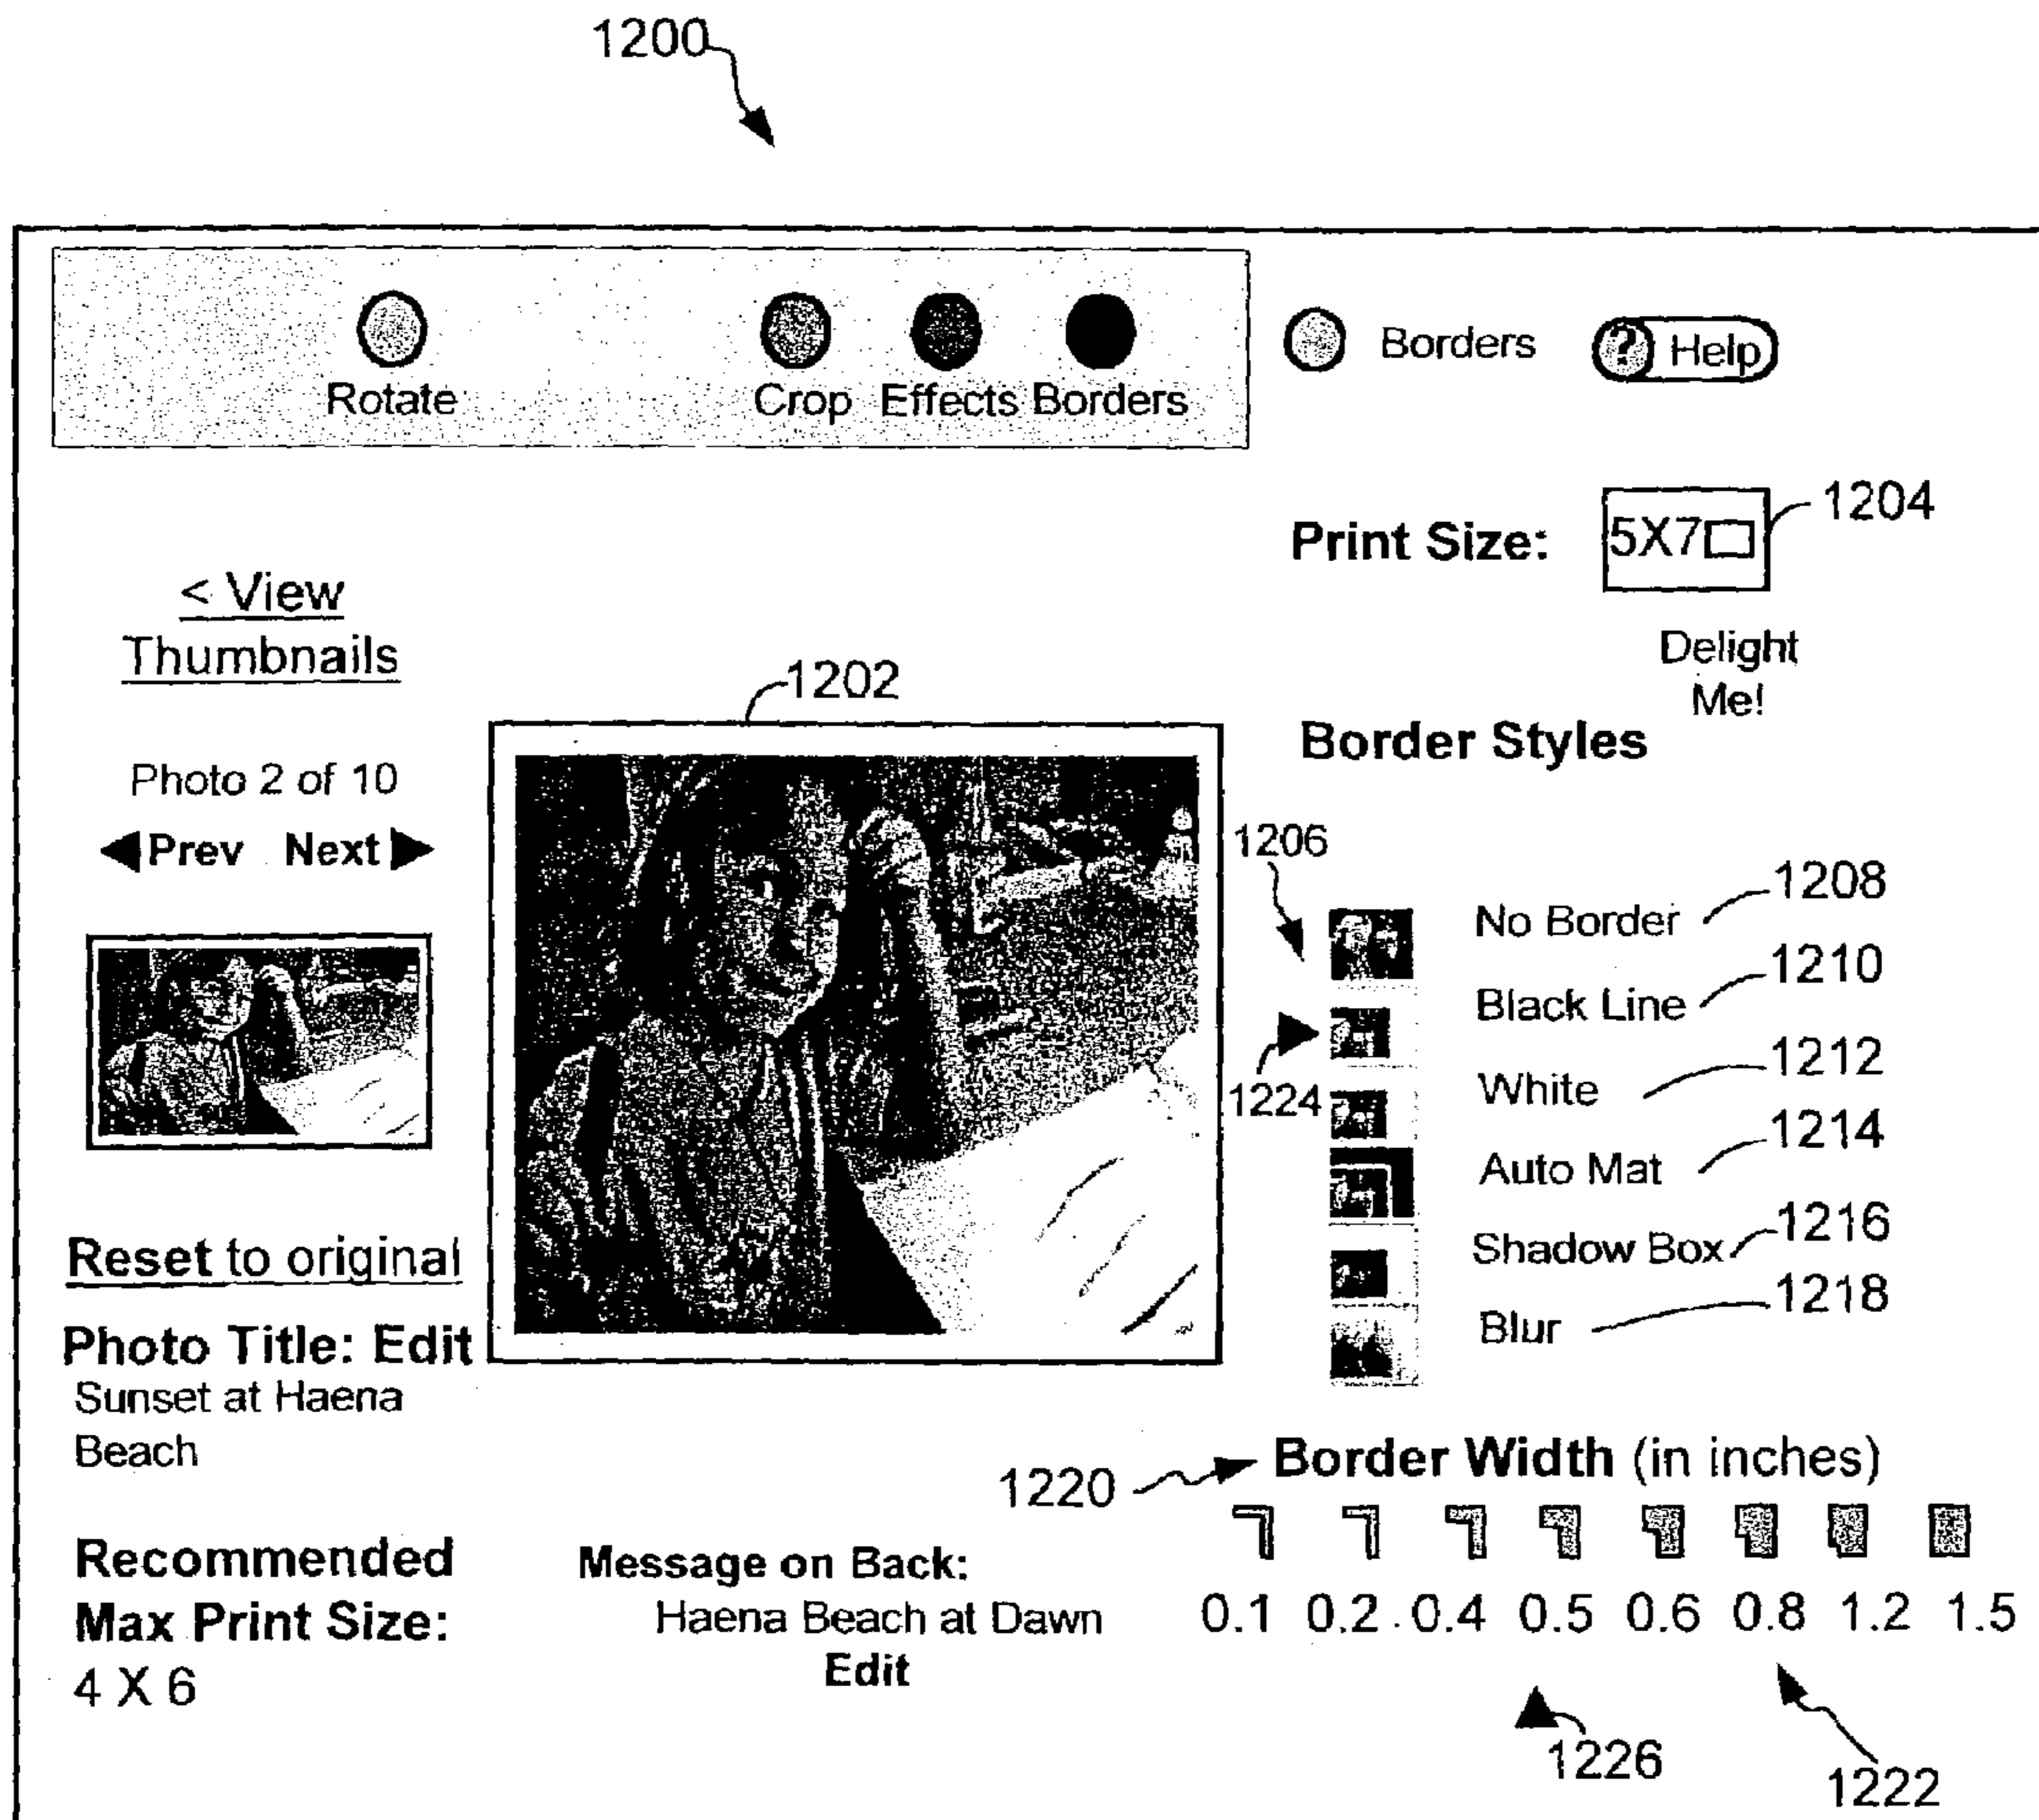 1200
Rotate
Crop Effects Borders
Borders
? Help
Print Size:
5X7
1204
Delight
Me!
< View
Thumbnails
Photo 2 of 10
Prev Next
1202
Border Styles
1206
No Border
1208
Black Line
1210
1224
White
1212
Auto Mat
1214
Shadow Box
1216
Blur
1218
Reset to original
Photo Title: Edit
Sunset at Haena
Beach
Recommended
Max Print Size:
4 X 6
Message on Back:
Haena Beach at Dawn
Edit
1220
Border Width (in inches)
0.1 0.2 0.4 0.5 0.6 0.8 1.2 1.5
1226
1222